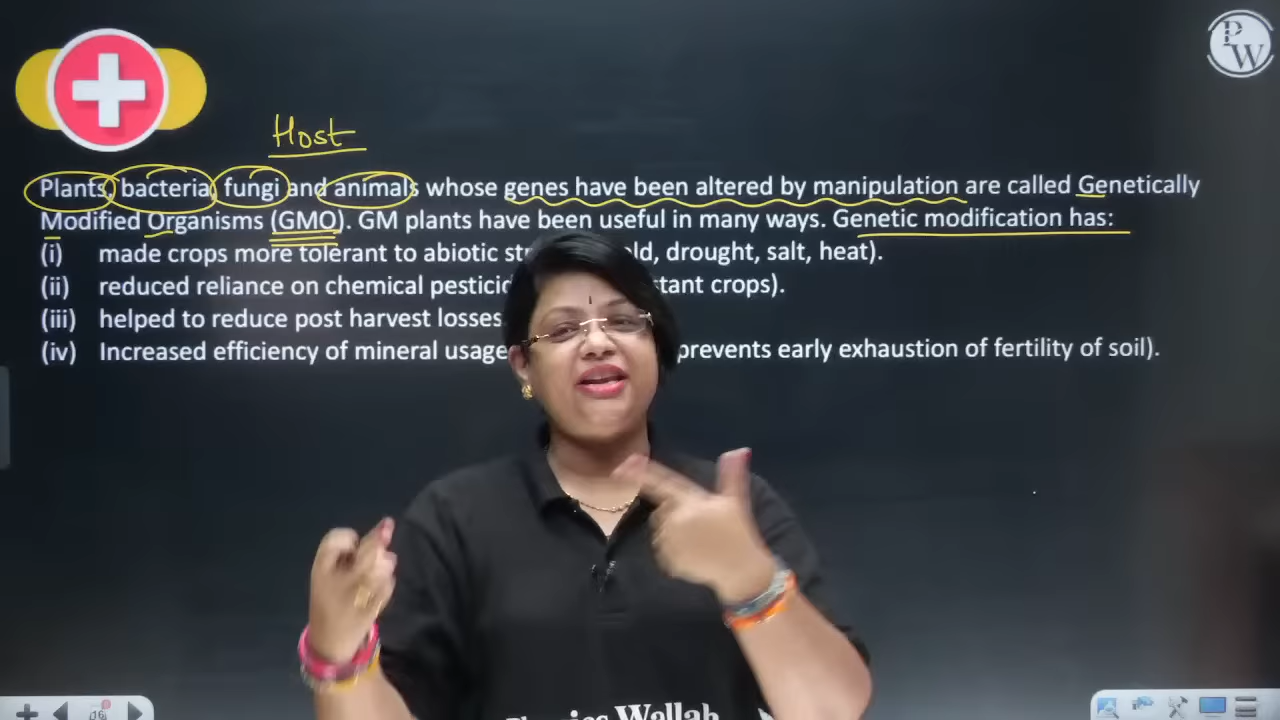 PW
Host
Plants, bacteria, fungi and animals whose genes have been altered by manipulation are called Genetically
Modified Organisms (GMO). GM plants have been useful in many ways. Genetic modification has:
(i) made crops more tolerant to abiotic ld, drought, salt, heat).
(ii) reduced reliance on chemical stant crops).
(iii) helped to reduce post harvest losses
(iv) Increased efficiency of mineral usage prevents early exhaustion of fertility of soil).
Wallah
16